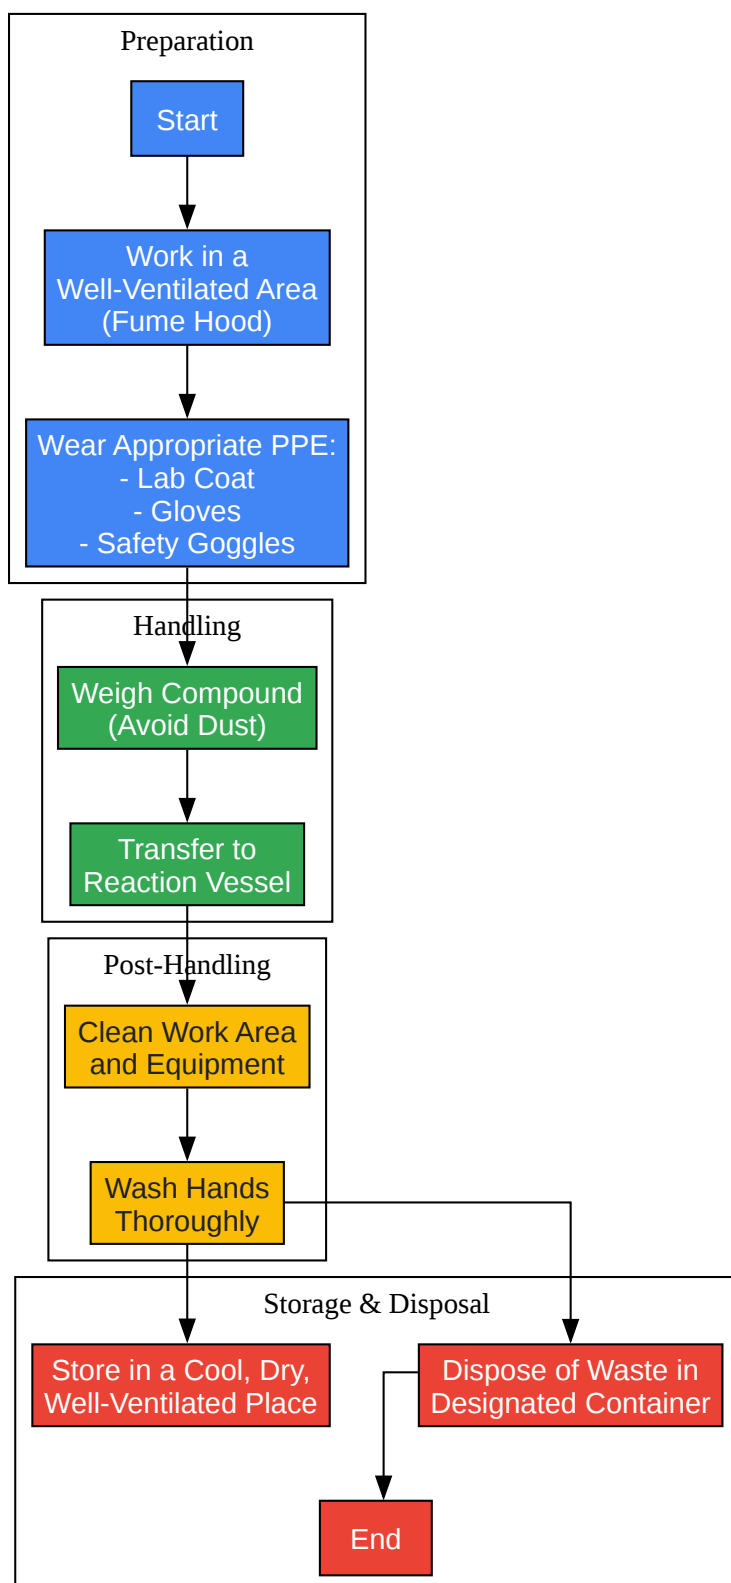 Preparation
Start
Work in a
Well-Ventilated Area
(Fume Hood)
Wear Appropriate PPE:
- Lab Coat
- Gloves
- Safety Goggles
Handling
Weigh Compound
(Avoid Dust)
Transfer to
Reaction Vessel
Post-Handling
Clean Work Area
and Equipment
Wash Hands
Thoroughly
Storage & Disposal
Store in a Cool, Dry,
Well-Ventilated Place
Dispose of Waste in
Designated Container
End